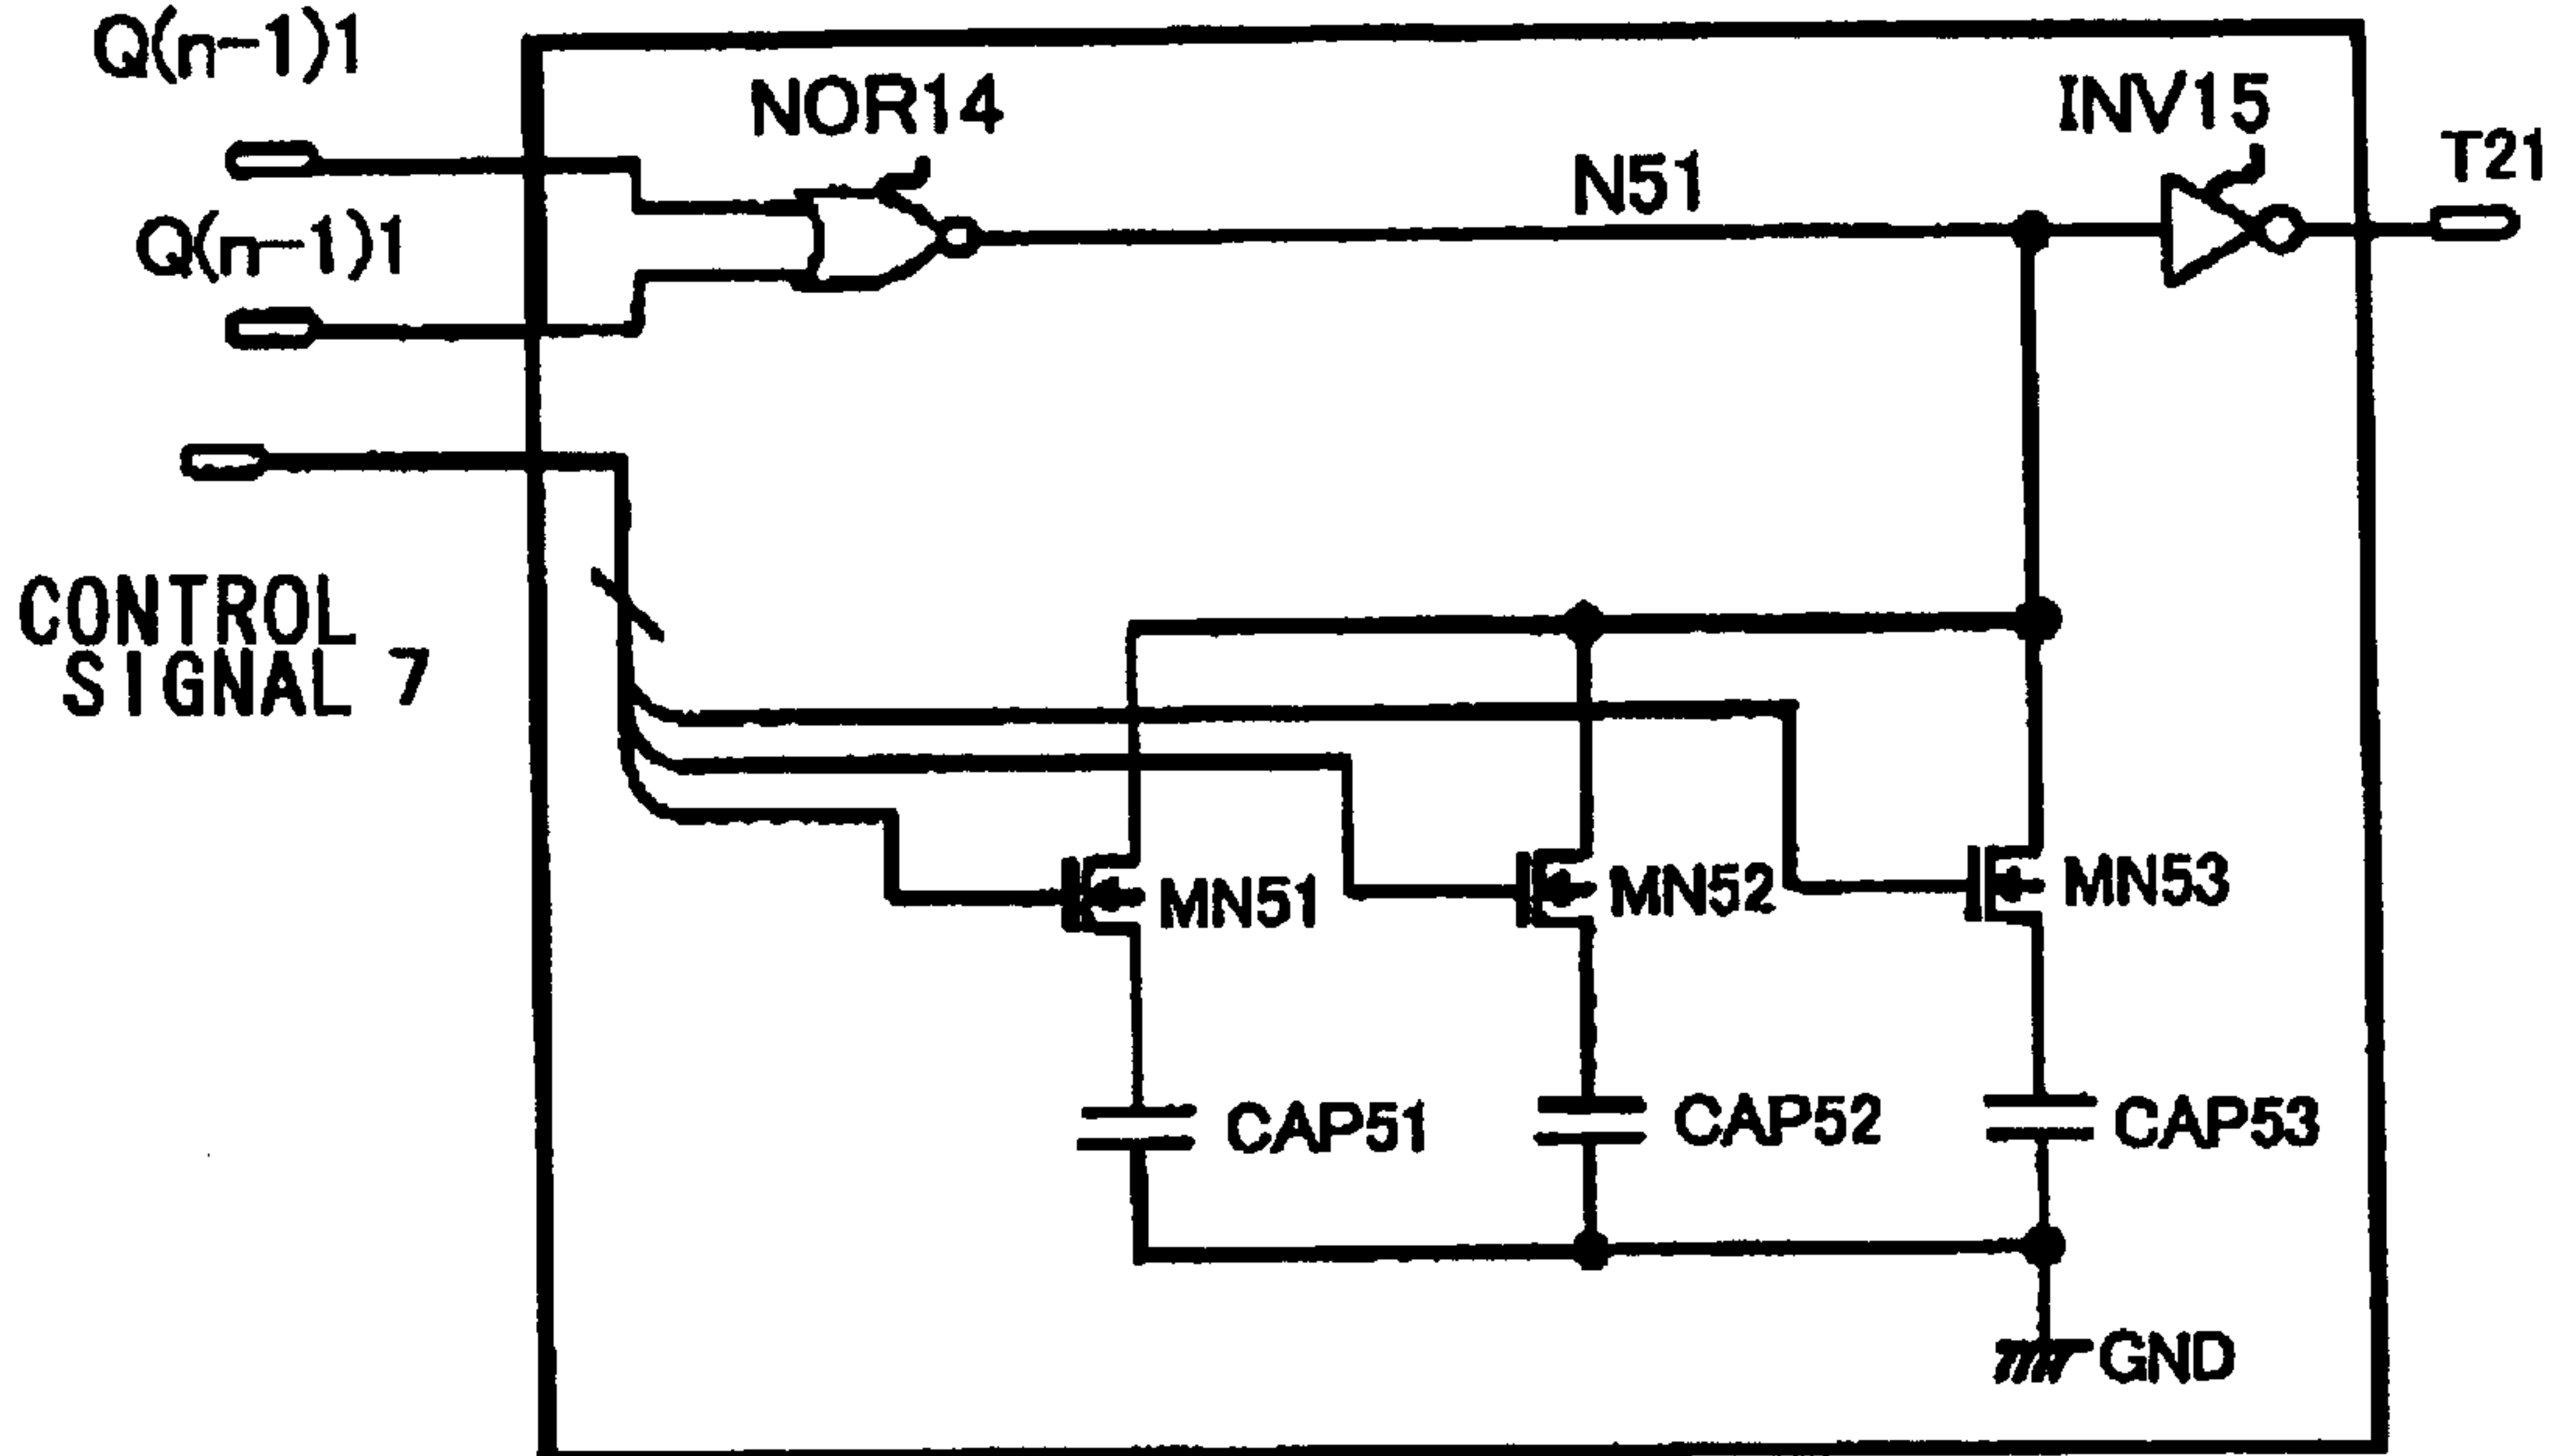 Q(n-1)1
NOR14
INV15
T21
N51
Q(n-1)1
CONTROL
SIGNAL 7
MN51
MN52
MN53
CAP51
CAP52
CAP53
GND